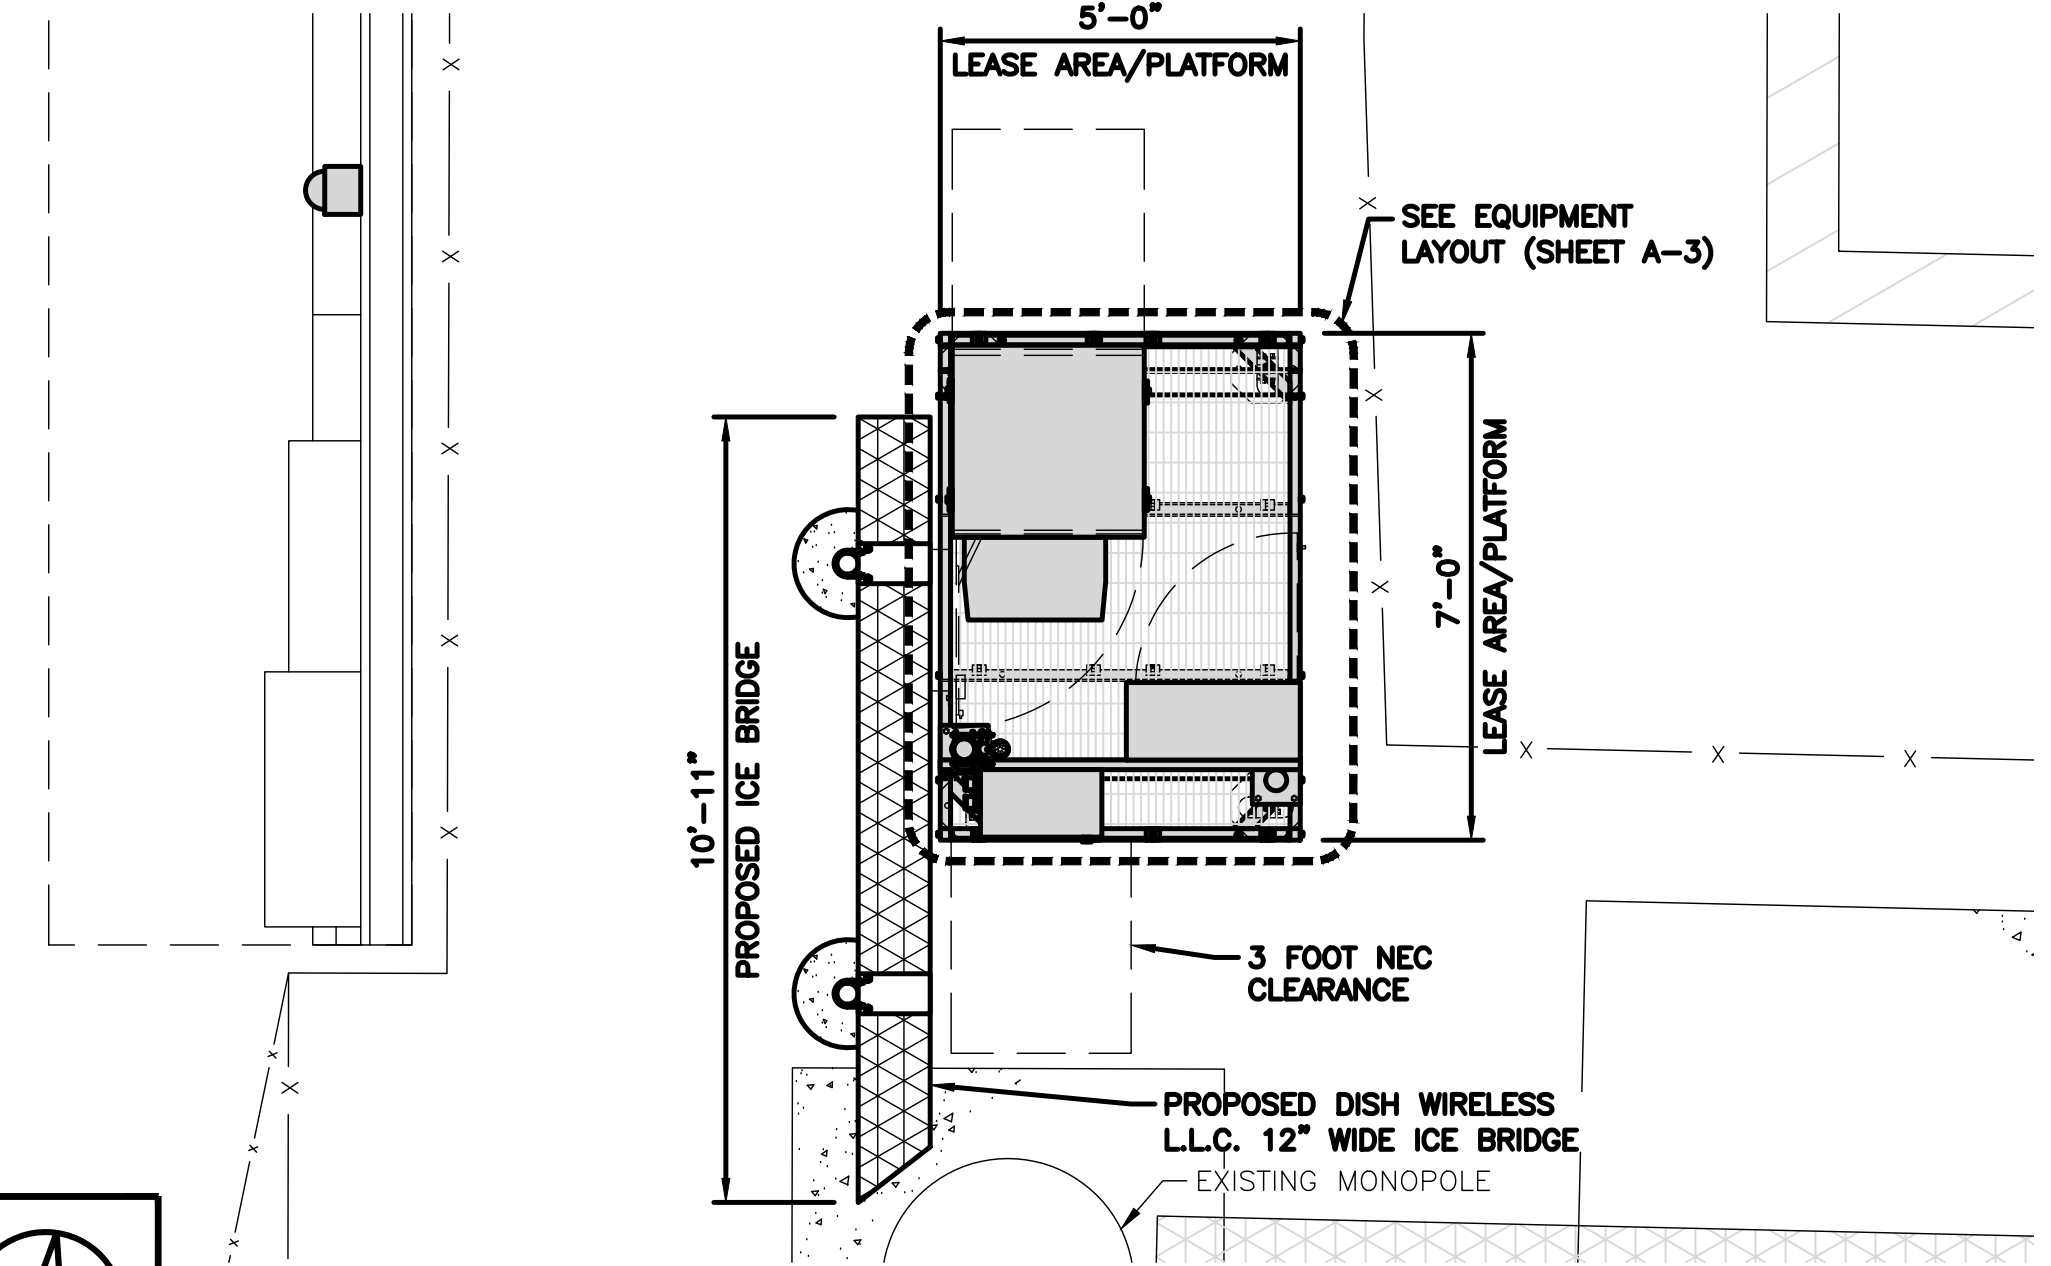 5'-0"
LEASE AREA/PLATFORM
SEE EQUIPMENT
LAYOUT (SHEET A-3)
7'-0"
LEASE AREA/PLATFORM
10'-11"
PROPOSED ICE BRIDGE
3 FOOT NEC
CLEARANCE
PROPOSED DISH WIRELESS
L.L.C. 12" WIDE ICE BRIDGE
EXISTING MONOPOLE